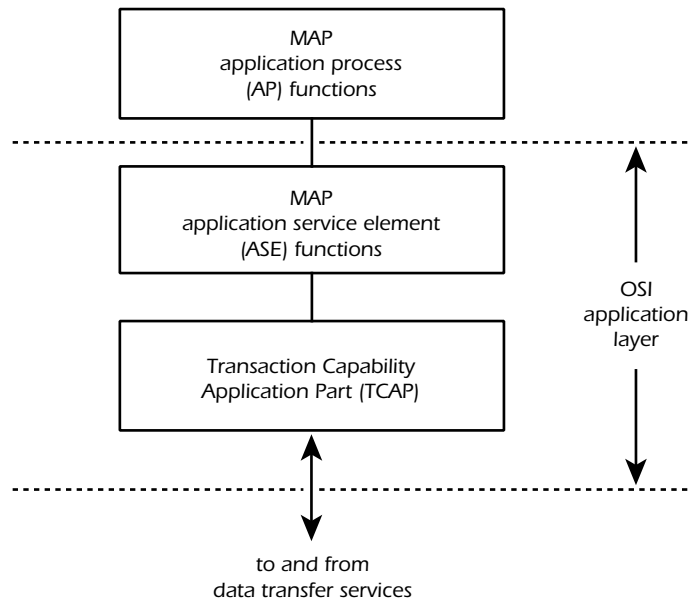 MAP
application process
(AP) functions
MAP
application service element
(ASE) functions
OSI
application
layer
Transaction Capability
Application Part (TCAP)
to and from
data transfer services